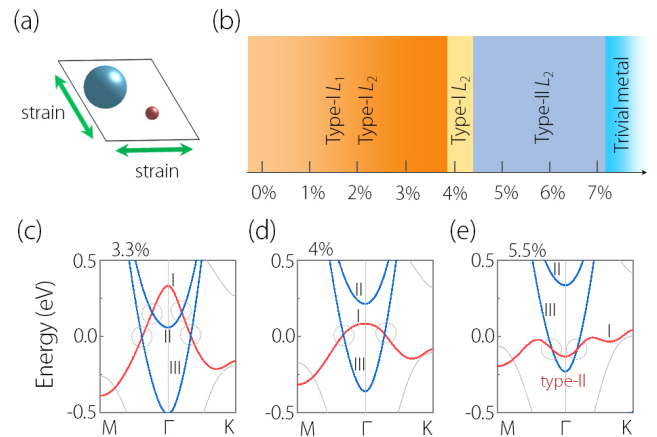 (a)
strain
strain
(b)
Type-I L1
Type-I L2
Type-I L2
Type-II L2
Trivial metal
0% 1% 2% 3% 4% 5% 6% 7%
(c) 3.3%
(d) 4%
(e) 5.5%
Energy (eV)
0.5
0.0
-0.5
I
II
III
M Γ K
0.5
0.0
-0.5
II
I
III
M Γ K
0.5
0.0
-0.5
II
III
I
type-II
M Γ K